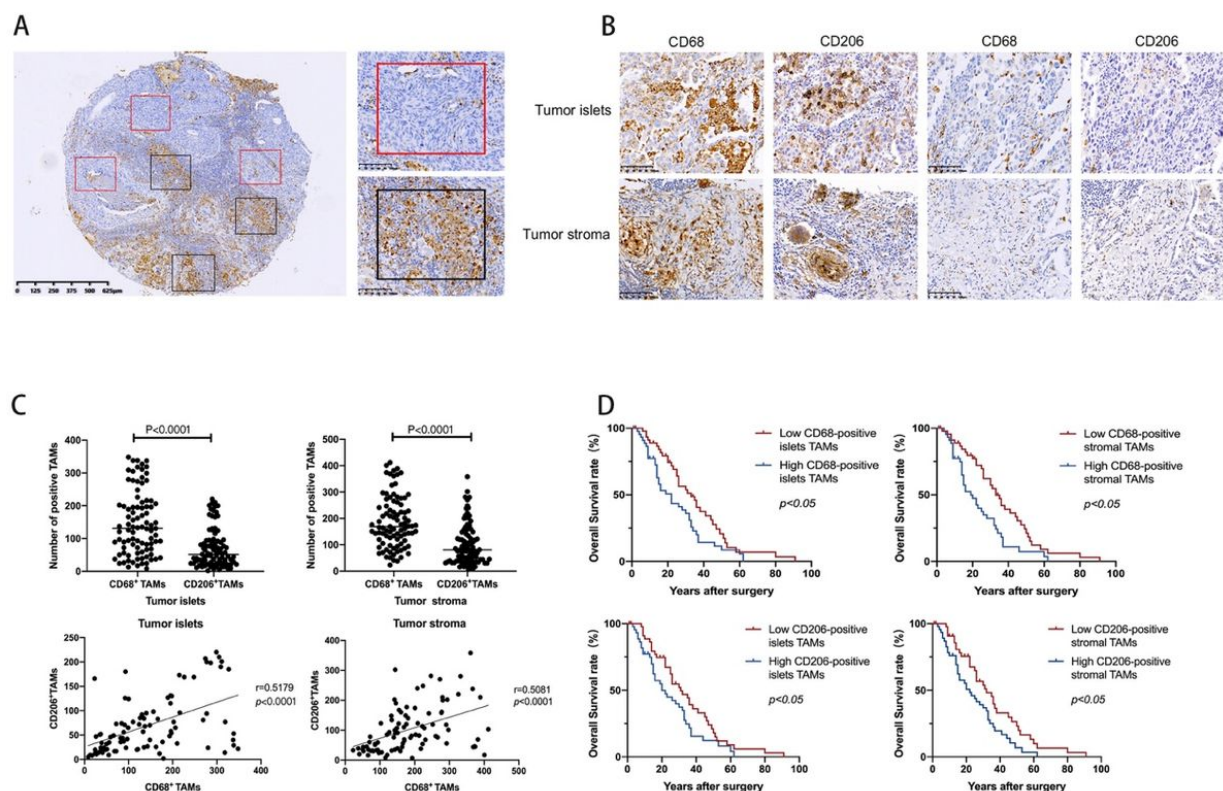 A
0 125 250 375 500 625µm
B
CD68 CD206 CD68 CD206
Tumor islets
Tumor stroma
C
P<0.0001
Number of positive TAMs
400
300
200
100
0
CD68⁺ TAMs CD206⁺TAMs
Tumor islets
P<0.0001
Number of positive TAMs
500
400
300
200
100
0
CD68⁺ TAMs CD206⁺TAMs
Tumor stroma
Tumor islets
CD206⁺TAMs
250
200
150
100
50
0
r=0.5179
p<0.0001
0 100 200 300 400
CD68⁺ TAMs
Tumor stroma
CD206⁺TAMs
400
300
200
100
0
r=0.5081
p<0.0001
0 100 200 300 400 500
CD68⁺ TAMs
D
Overall Survival rate (%)
100
50
0
Low CD68-positive
islets TAMs
High CD68-positive
islets TAMs
p<0.05
0 20 40 60 80 100
Years after surgery
Overall Survival rate (%)
100
50
0
Low CD68-positive
stromal TAMs
High CD68-positive
stromal TAMs
p<0.05
0 20 40 60 80 100
Years after surgery
Overall Survival rate (%)
100
50
0
Low CD206-positive
islets TAMs
High CD206-positive
islets TAMs
p<0.05
0 20 40 60 80 100
Years after surgery
Overall Survival rate (%)
100
50
0
Low CD206-positive
stromal TAMs
High CD206-positive
stromal TAMs
p<0.05
0 20 40 60 80 100
Years after surgery